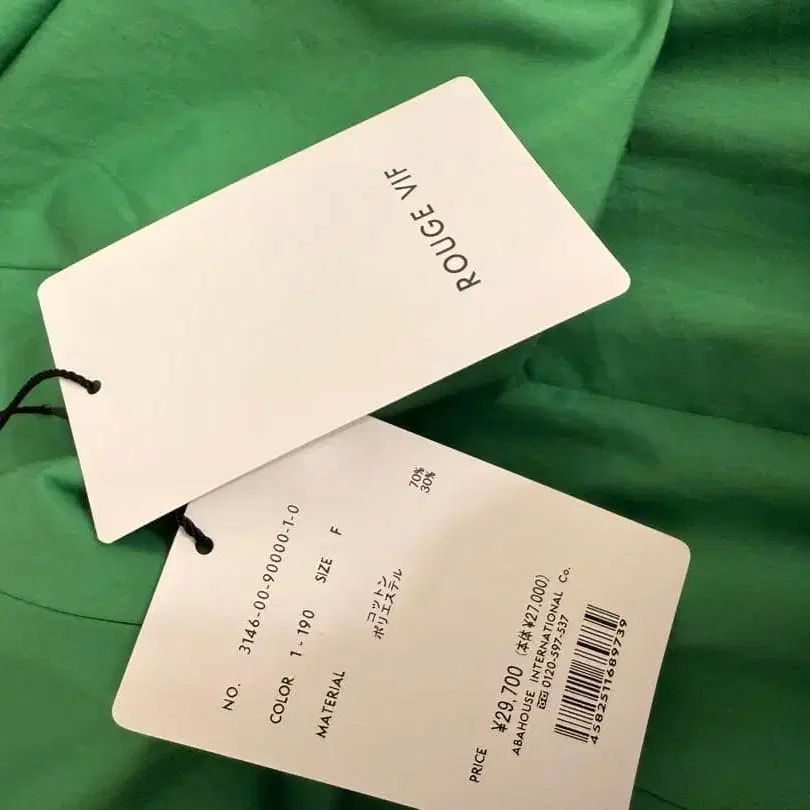 ROUGE VIF
NO. 3146-00-90000-1-0
COLOR 1-190 SIZE F
MATERIAL
コットン 70%
ポリエステル 30%
PRICE ¥29,700 (本体¥27,000)
ABAHOUSE INTERNATIONAL Co.
0120-597-537
4582511689739